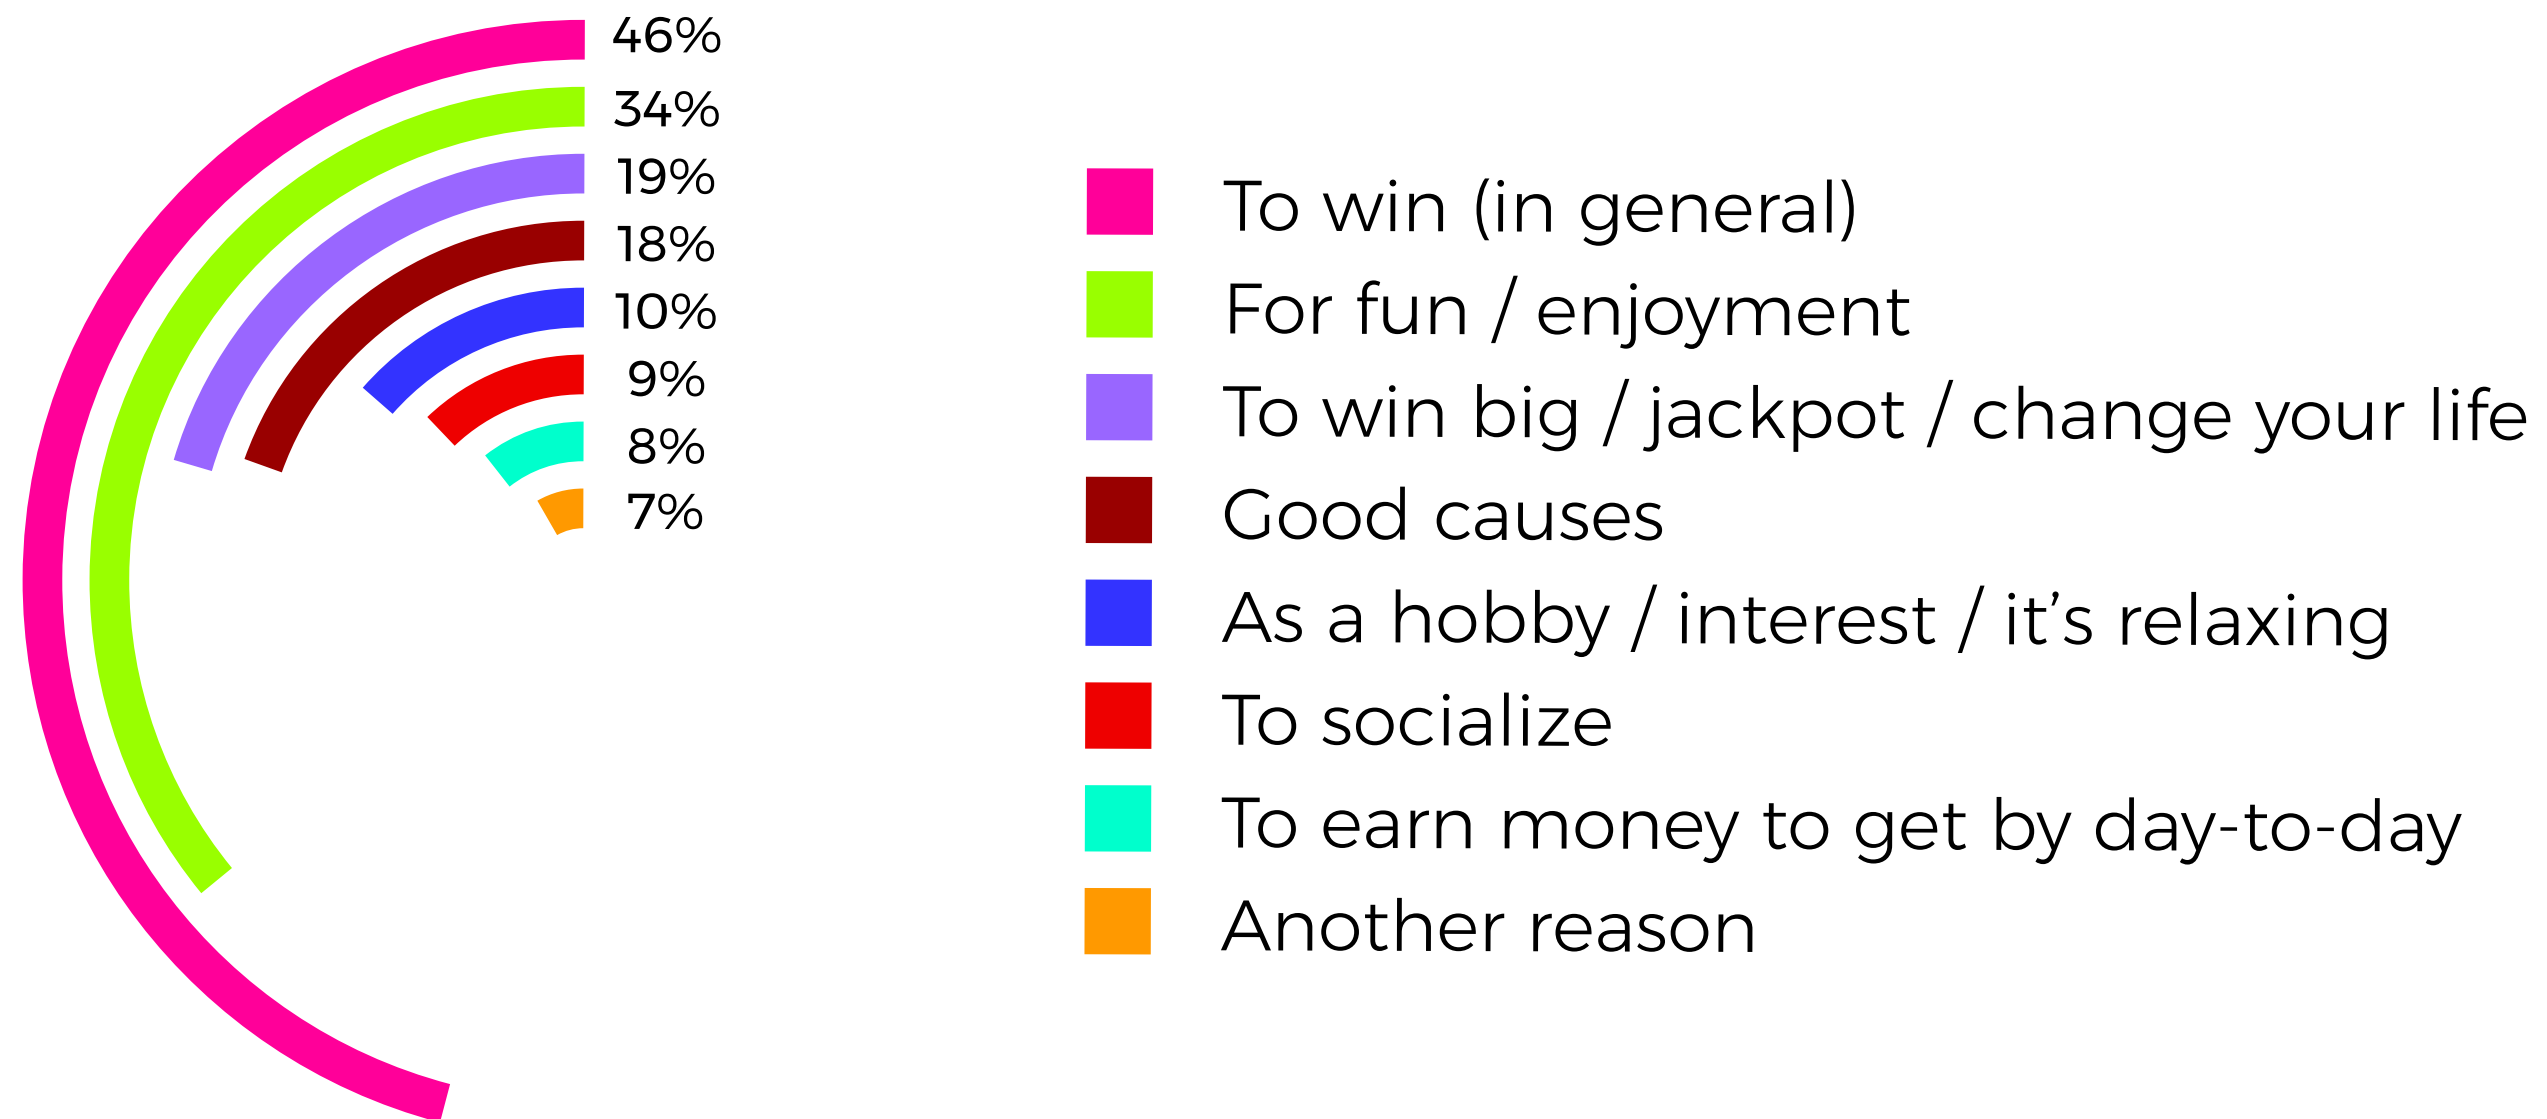 46%
34%
19%
18%
10%
9%
8%
7%
To win (in general)
For fun / enjoyment
To win big / jackpot / change your life
Good causes
As a hobby / interest / it’s relaxing
To socialize
To earn money to get by day-to-day
Another reason